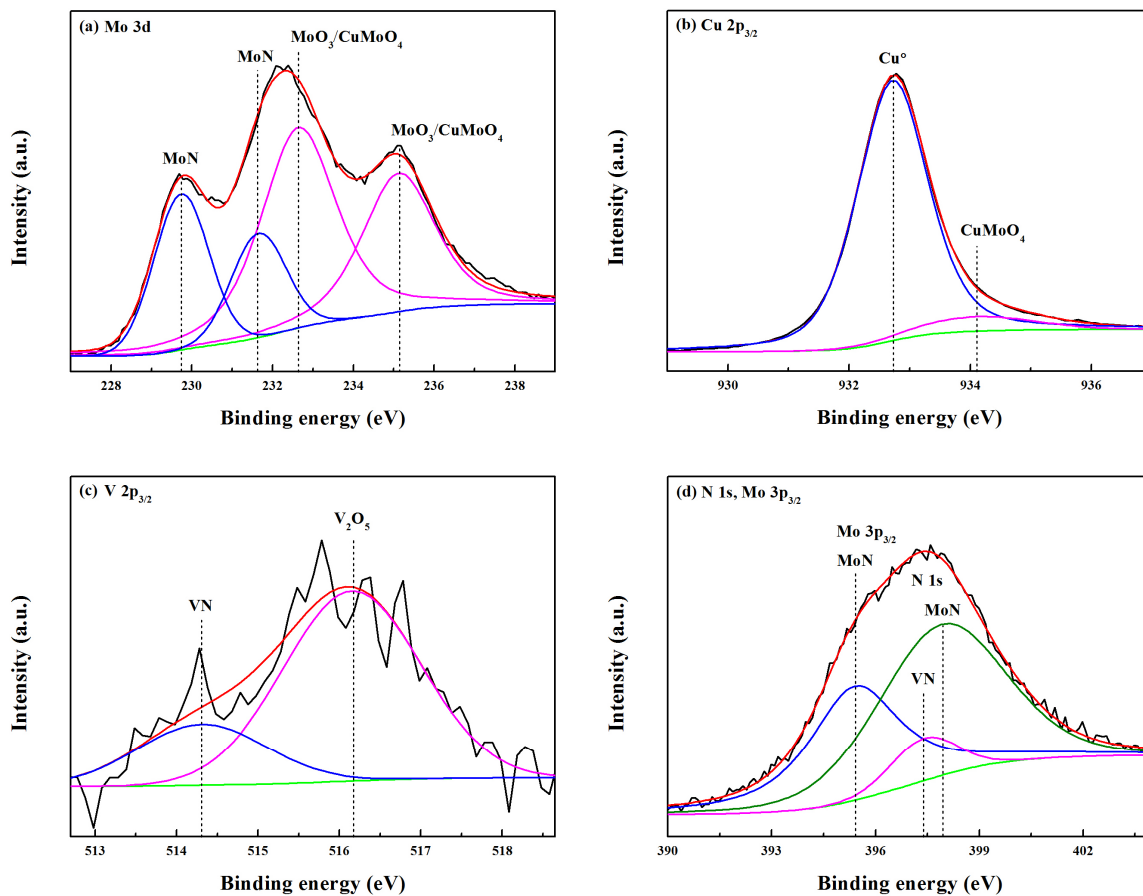 (a) Mo 3d
MoN
MoN
MoO₃/CuMoO₄
MoO₃/CuMoO₄
Intensity (a.u.)
228 230 232 234 236 238
Binding energy (eV)
(b) Cu 2p₃/₂
Cu°
CuMoO₄
Intensity (a.u.)
930 932 934 936
Binding energy (eV)
(c) V 2p₃/₂
V₂O₅
VN
Intensity (a.u.)
513 514 515 516 517 518
Binding energy (eV)
(d) N 1s, Mo 3p₃/₂
Mo 3p₃/₂
MoN
N 1s
MoN
VN
Intensity (a.u.)
390 393 396 399 402
Binding energy (eV)